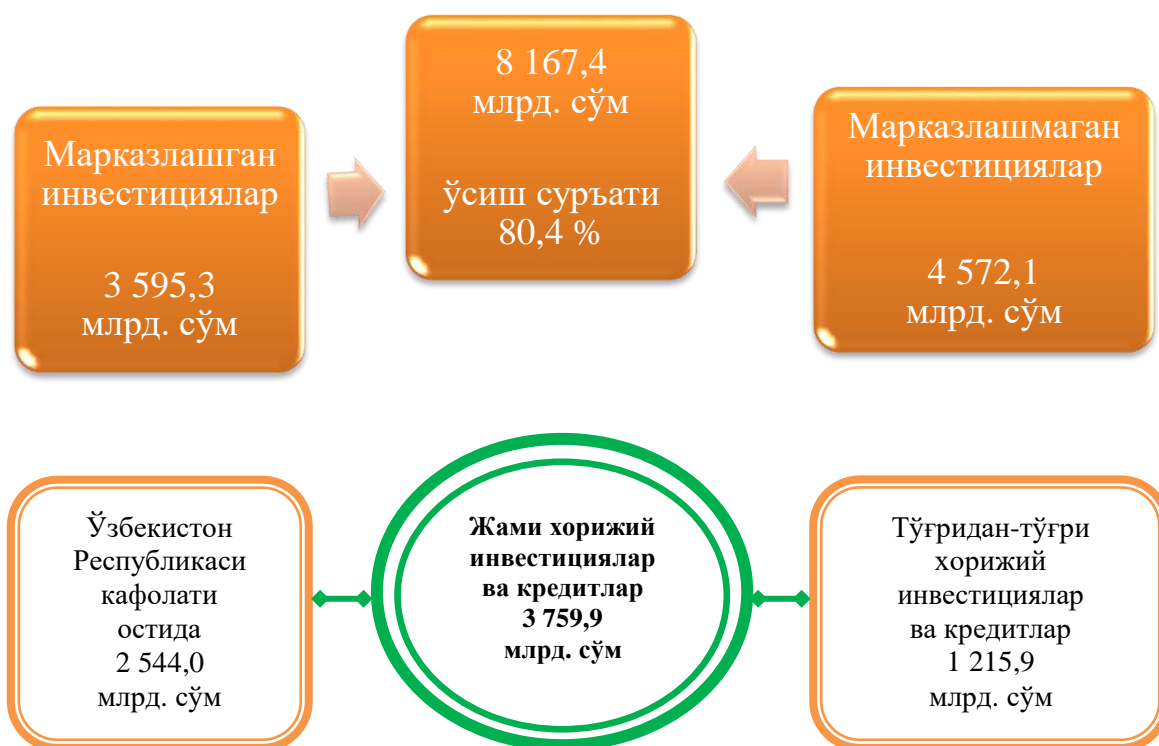 8 167,4
млрд. сўм
ўсиш суръати
80,4 %
Марказлашган
инвестициялар
3 595,3
млрд. сўм
Марказлашмаган
инвестициялар
4 572,1
млрд. сўм
Ўзбекистон
Республикаси
кафолати
остида
2 544,0
млрд. сўм
Жами хорижий
инвестициялар
ва кредитлар
3 759,9
млрд. сўм
Тўғридан-тўғри
хорижий
инвестициялар
ва кредитлар
1 215,9
млрд. сўм